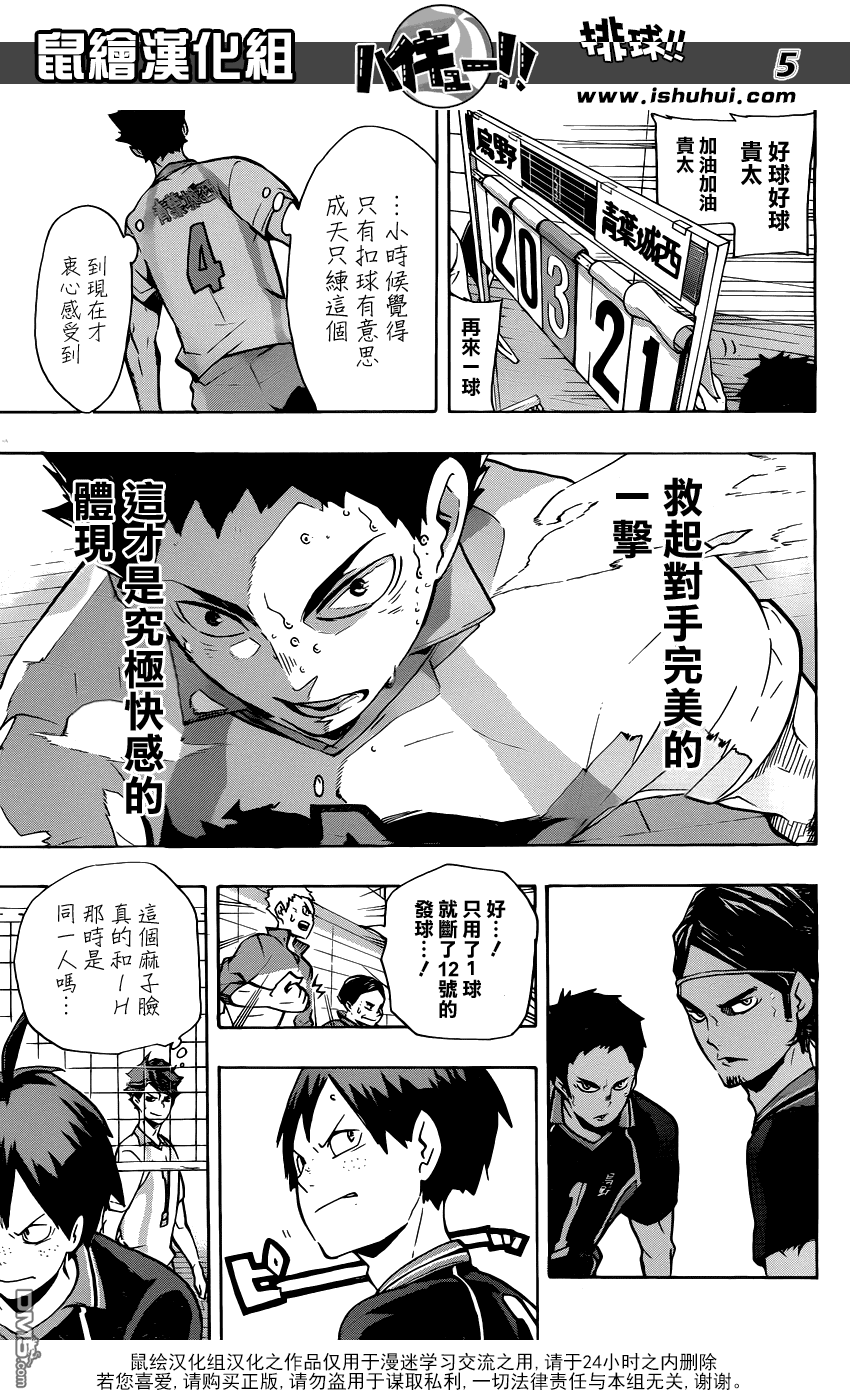 鼠繪漢化組
ハイキュー!!
排球!!
5
www.ishuhui.com
好球好球
貴太
加油加油
貴太
烏野
青葉城西
20
3
21
再來一球
…小時候覺得
只有扣球有意思
成天只練這個
青葉城西
4
到現在才
衷心感受到
救起對手完美的
一擊
這才是究極快感的
體現
1
好…!
只用了1球
就斷了12號的
發球…!
這個麻子臉
真的和IH
那時是
同一人嗎…
DM5
鼠绘汉化组汉化之作品仅用于漫迷学习交流之用,请于24小时之内删除
若您喜爱,请购买正版,请勿盗用于谋取私利,一切法律责任与本组无关,谢谢.